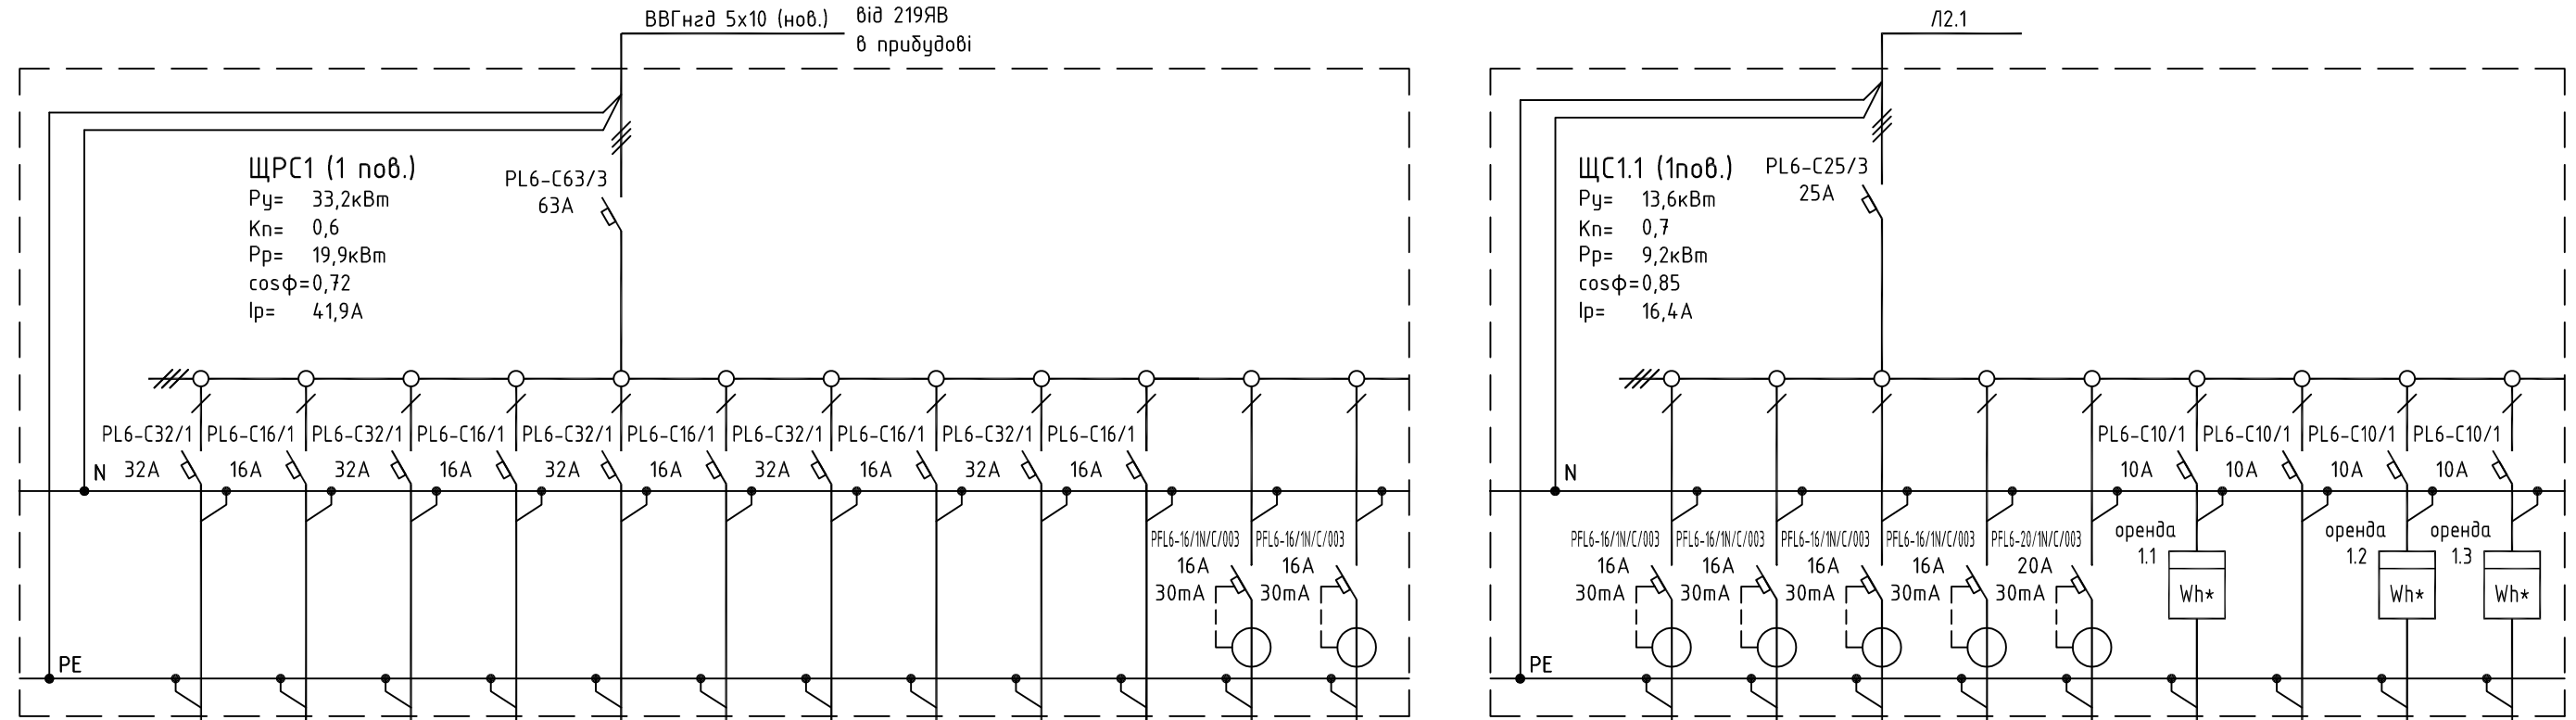 ВВГнгд 5х10 (нов.)
від 219ЯВ
в прибудові
ЩРС1 (1 пов.)
Ру= 33,2кВт
Кп= 0,6
Рр= 19,9кВт
cosφ=0,72
Ір= 41,9А
PL6-C63/3
63А
PL6-C32/1 PL6-C16/1 PL6-C32/1 PL6-C16/1 PL6-C32/1 PL6-C16/1 PL6-C32/1 PL6-C16/1 PL6-C32/1 PL6-C16/1
N 32А 16А 32А 16А 32А 16А 32А 16А 32А 16А
PFL6-16/1N/C/003 PFL6-16/1N/C/003
16А 16А
30mA 30mA
PE
Л2.1
ЩС1.1 (1пов.)
Ру= 13,6кВт
Кп= 0,7
Рр= 9,2кВт
cosφ=0,85
Ір= 16,4А
PL6-C25/3
25А
PL6-C10/1 PL6-C10/1 PL6-C10/1 PL6-C10/1
N 10А 10А 10А 10А
PFL6-16/1N/C/003 PFL6-16/1N/C/003 PFL6-16/1N/C/003 PFL6-16/1N/C/003 PFL6-20/1N/C/003
16А 16А 16А 16А 20А
30mA 30mA 30mA 30mA 30mA
оренда оренда оренда
1.1 1.2 1.3
Wh* Wh* Wh*
PE